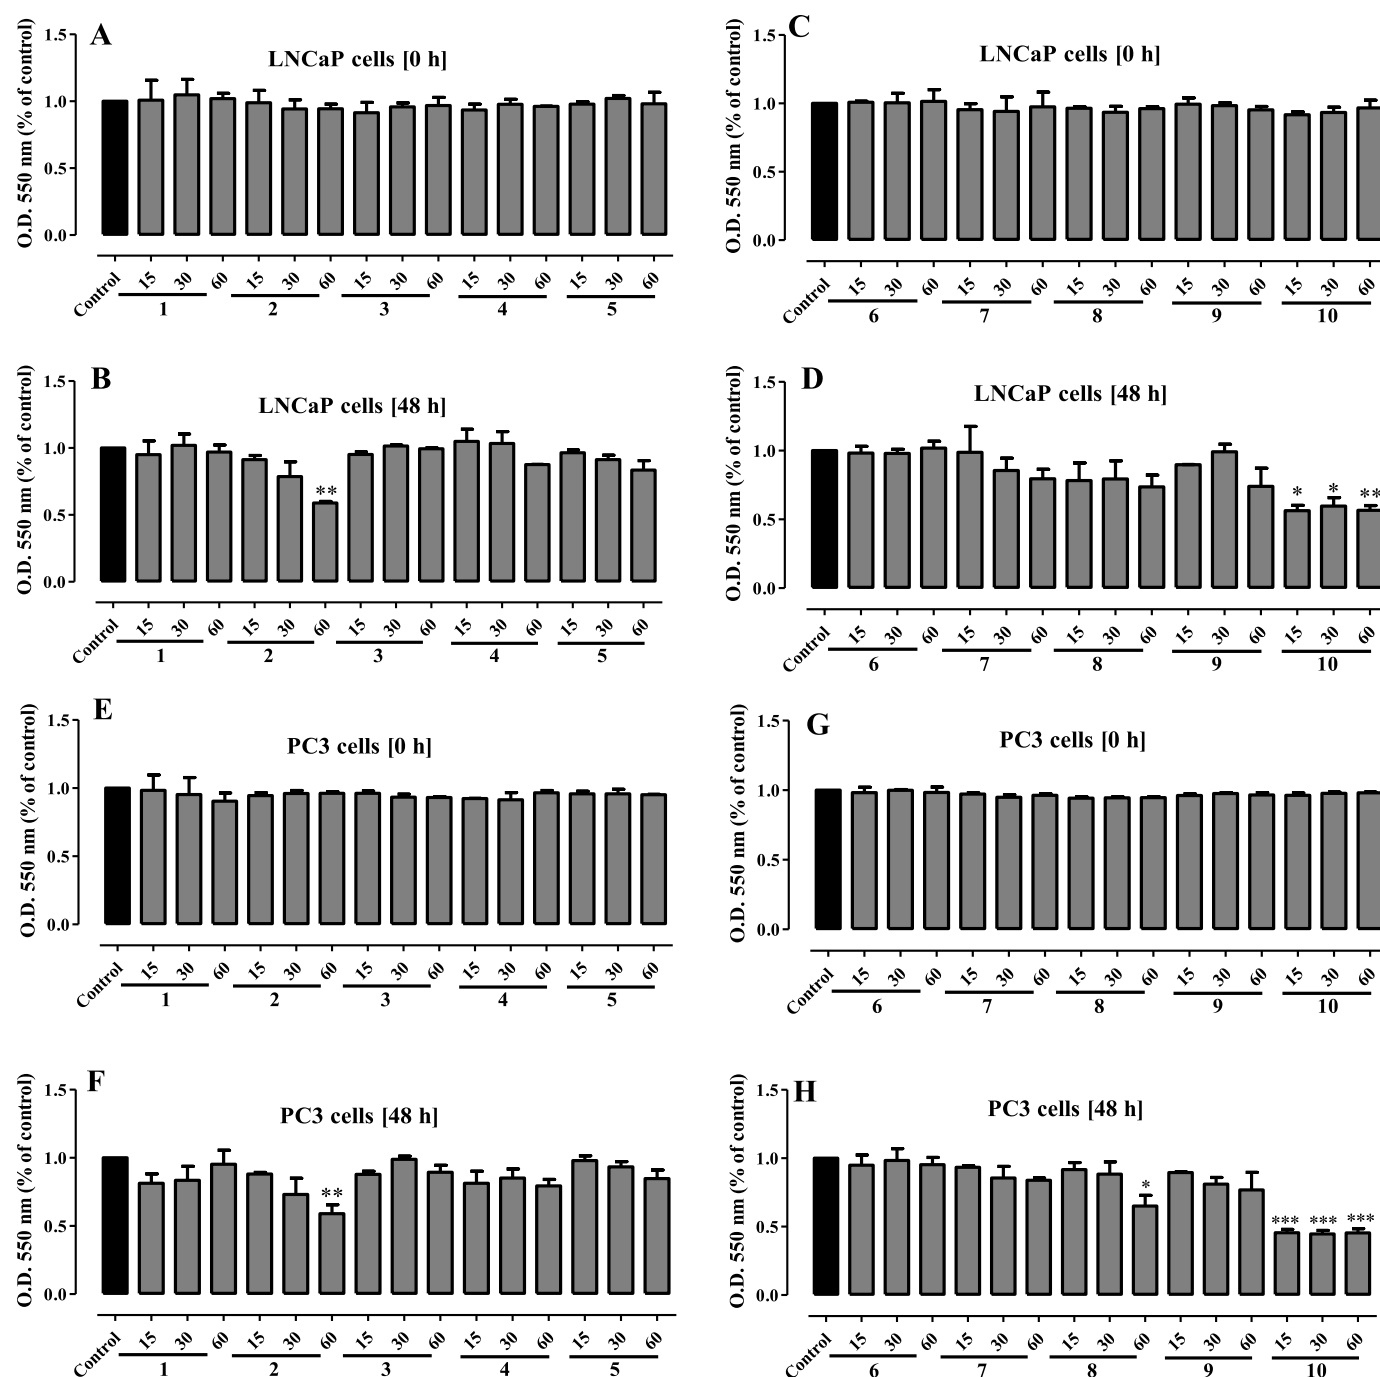 A
LNCaP cells [0 h]
O.D. 550 nm (% of control)
1.5
1.0
0.5
0.0
Control 15 30 60 15 30 60 15 30 60 15 30 60 15 30 60
1 2 3 4 5
C
LNCaP cells [0 h]
O.D. 550 nm (% of control)
1.5
1.0
0.5
0.0
Control 15 30 60 15 30 60 15 30 60 15 30 60 15 30 60
6 7 8 9 10
B
LNCaP cells [48 h]
O.D. 550 nm (% of control)
1.5
1.0
0.5
0.0
**
Control 15 30 60 15 30 60 15 30 60 15 30 60 15 30 60
1 2 3 4 5
D
LNCaP cells [48 h]
O.D. 550 nm (% of control)
1.5
1.0
0.5
0.0
* * **
Control 15 30 60 15 30 60 15 30 60 15 30 60 15 30 60
6 7 8 9 10
E
PC3 cells [0 h]
O.D. 550 nm (% of control)
1.5
1.0
0.5
0.0
Control 15 30 60 15 30 60 15 30 60 15 30 60 15 30 60
1 2 3 4 5
G
PC3 cells [0 h]
O.D. 550 nm (% of control)
1.5
1.0
0.5
0.0
Control 15 30 60 15 30 60 15 30 60 15 30 60 15 30 60
6 7 8 9 10
F
PC3 cells [48 h]
O.D. 550 nm (% of control)
1.5
1.0
0.5
0.0
**
Control 15 30 60 15 30 60 15 30 60 15 30 60 15 30 60
1 2 3 4 5
H
PC3 cells [48 h]
O.D. 550 nm (% of control)
1.5
1.0
0.5
0.0
* *** *** ***
Control 15 30 60 15 30 60 15 30 60 15 30 60 15 30 60
6 7 8 9 10